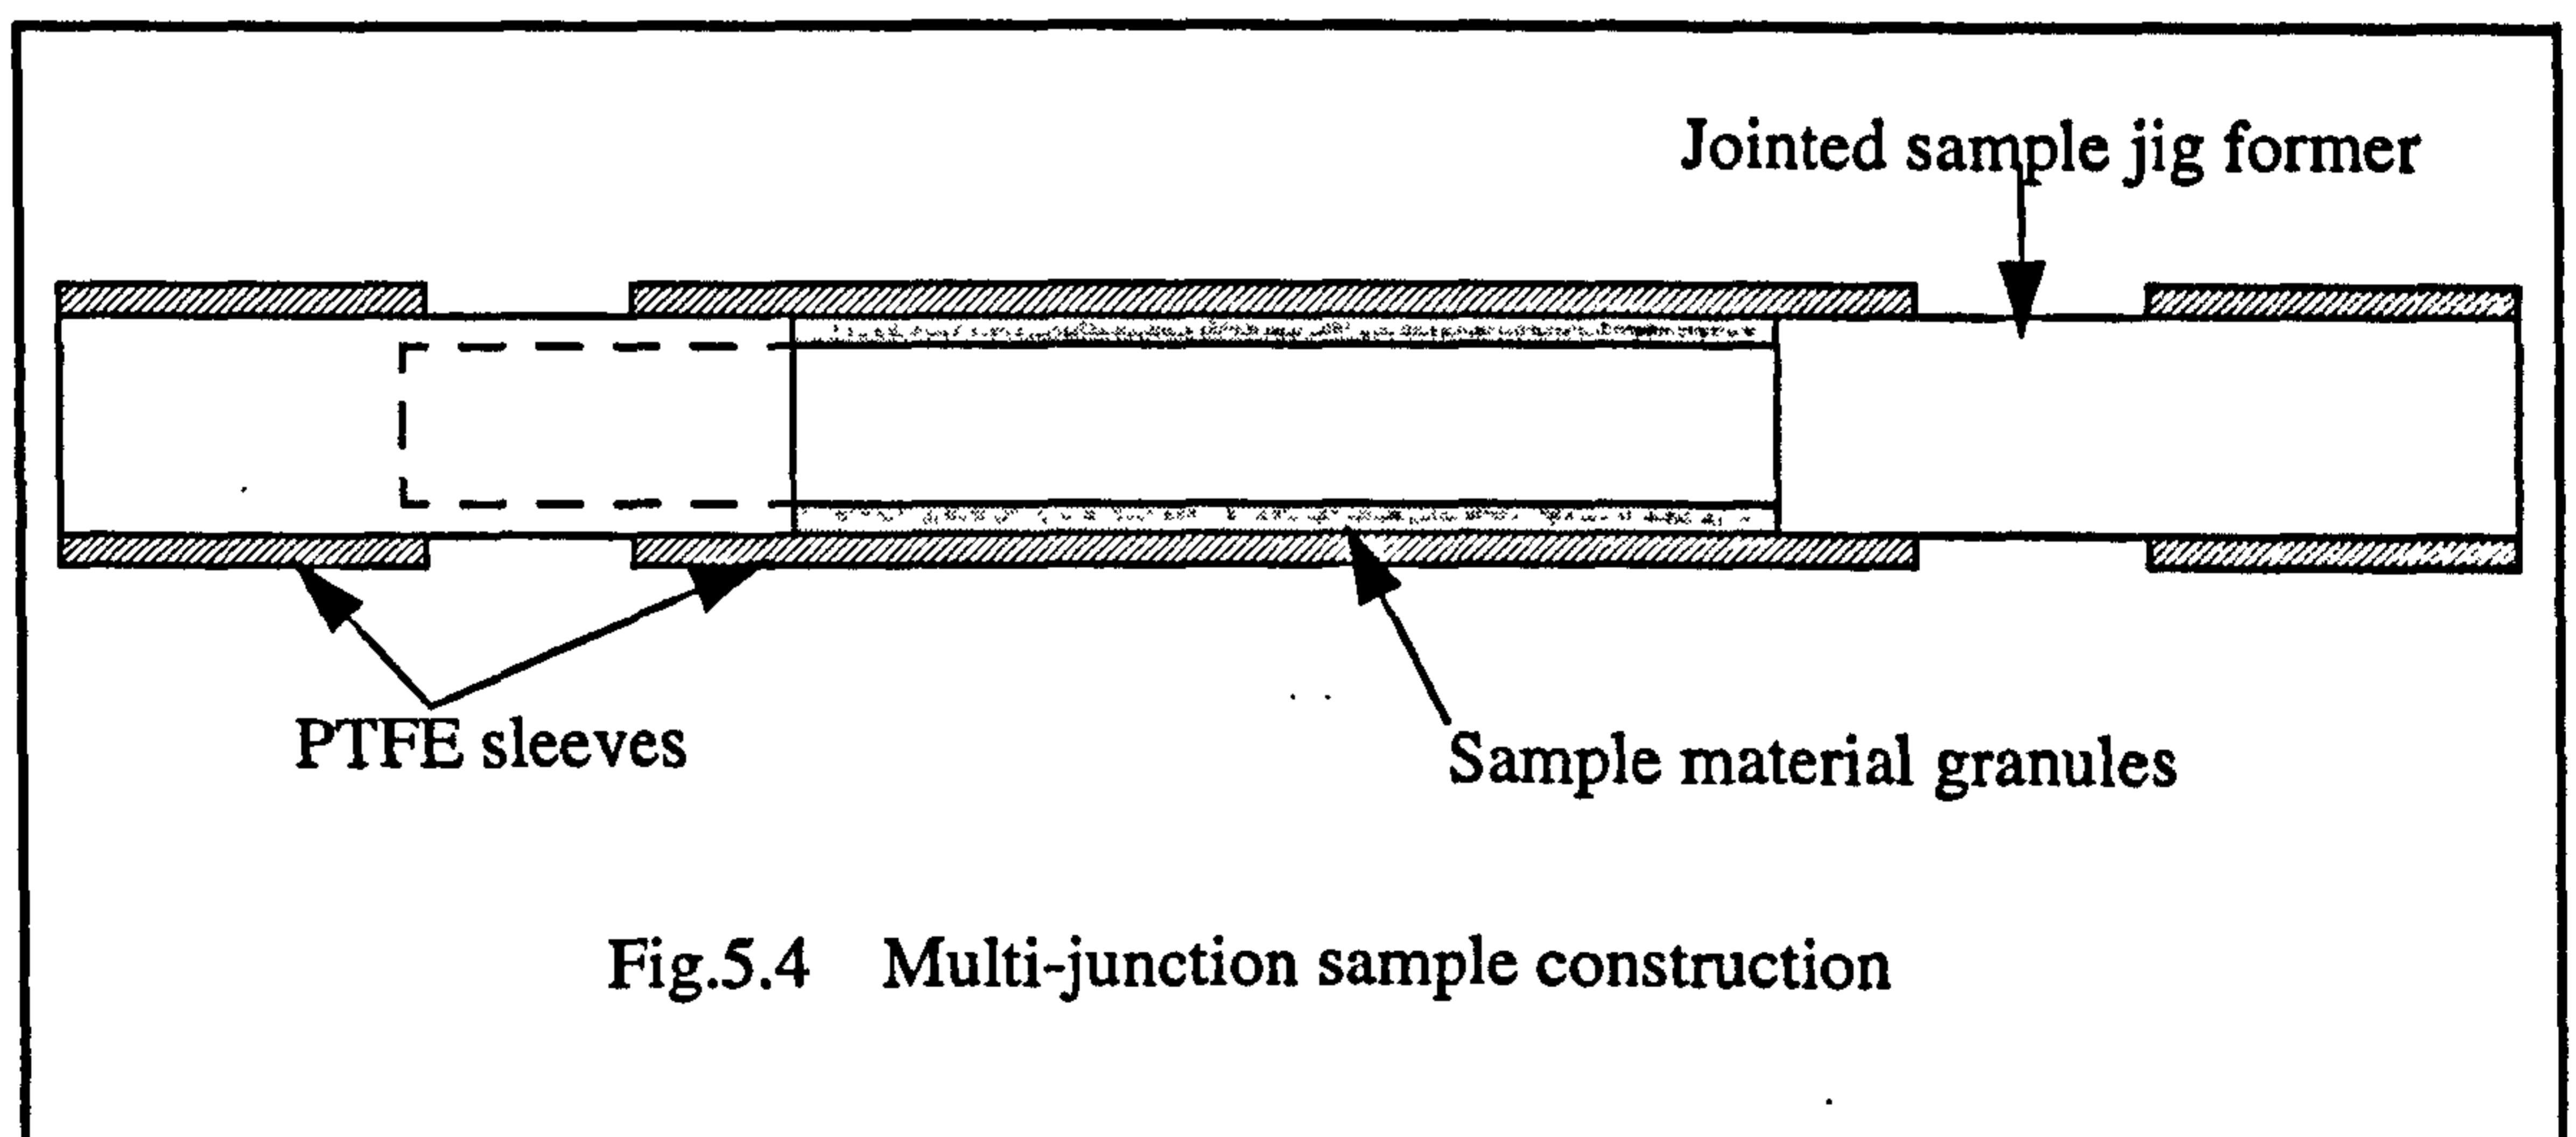 Jointed sample jig former
PTFE sleeves
Sample material granules
Fig.5.4 Multi-junction sample construction